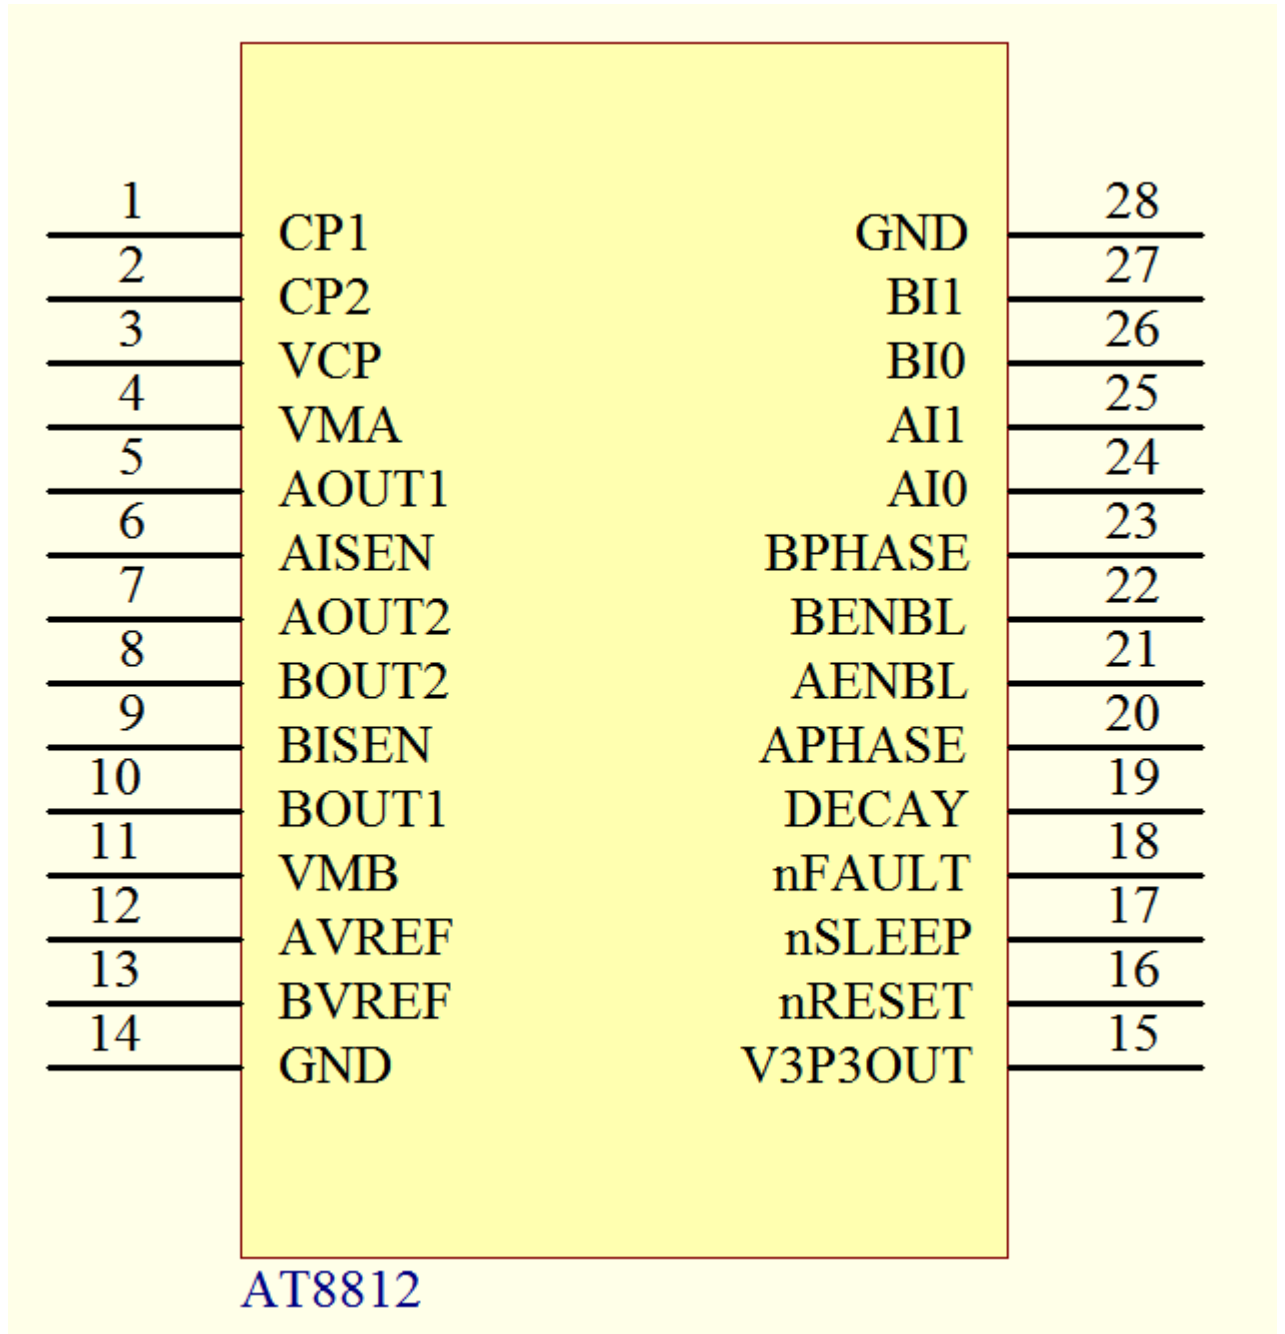 1 CP1 GND 28
2 CP2 BI1 27
3 VCP BI0 26
4 VMA AI1 25
5 AOUT1 AI0 24
6 AISEN BPHASE 23
7 AOUT2 BENBL 22
8 BOUT2 AENBL 21
9 BISEN APHASE 20
10 BOUT1 DECAY 19
11 VMB nFAULT 18
12 AVREF nSLEEP 17
13 BVREF nRESET 16
14 GND V3P3OUT 15
AT8812